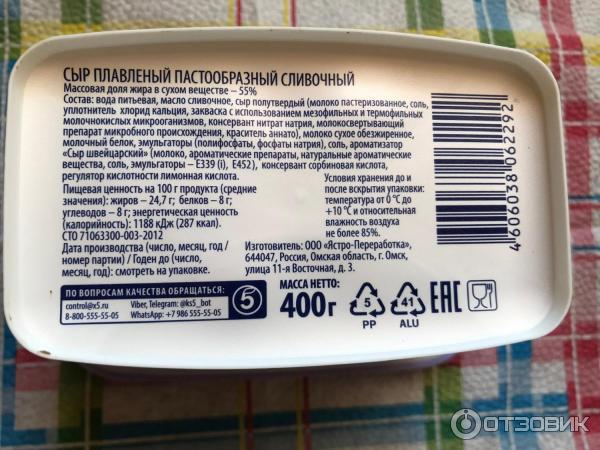 СЫР ПЛАВЛЕНЫЙ ПАСТООБРАЗНЫЙ СЛИВОЧНЫЙ
Массовая доля жира в сухом веществе – 55%
Состав: вода питьевая, масло сливочное, сыр полутвердый (молоко пастеризованное, соль,
уплотнитель хлорид кальция, закваска с использованием мезофильных и термофильных
молочнокислых микроорганизмов, консервант нитрат натрия, молокосвертывающий
препарат микробного происхождения, краситель аннато), молоко сухое обезжиренное,
молочный белок, эмульгаторы (полифосфаты, фосфаты натрия), соль, ароматизатор
«Сыр швейцарский» (молоко, ароматические препараты, натуральные ароматические
вещества, соль, эмульгаторы – Е339 (i), Е452), консервант сорбиновая кислота,
регулятор кислотности лимонная кислота.
Пищевая ценность на 100 г продукта (средние
значения): жиров – 24,7 г; белков – 8 г;
углеводов – 8 г; энергетическая ценность
(калорийность): 1188 кДж (287 ккал).
СТО 71063300-003-2012
Дата производства (число, месяц, год /
номер партии) / Годен до (число,
месяц, год): смотреть на упаковке.
Условия хранения до и
после вскрытия упаковки:
температура от 0 °С до
+10 °С и относительная
влажность воздуха
не более 85%.
Изготовитель: ООО «Ястро-Переработка»,
644047, Россия, Омская область, г. Омск,
улица 11-я Восточная, д. 3.
4 606038 062292
ПО ВОПРОСАМ КАЧЕСТВА ОБРАЩАТЬСЯ:
control@x5.ru
8-800-555-55-05
Viber, Telegram: @ks5_bot
WhatsApp: +7 986 555-55-05
5
МАССА НЕТТО:
400г
5
PP
41
ALU
ЕАС
ОТЗОВИК